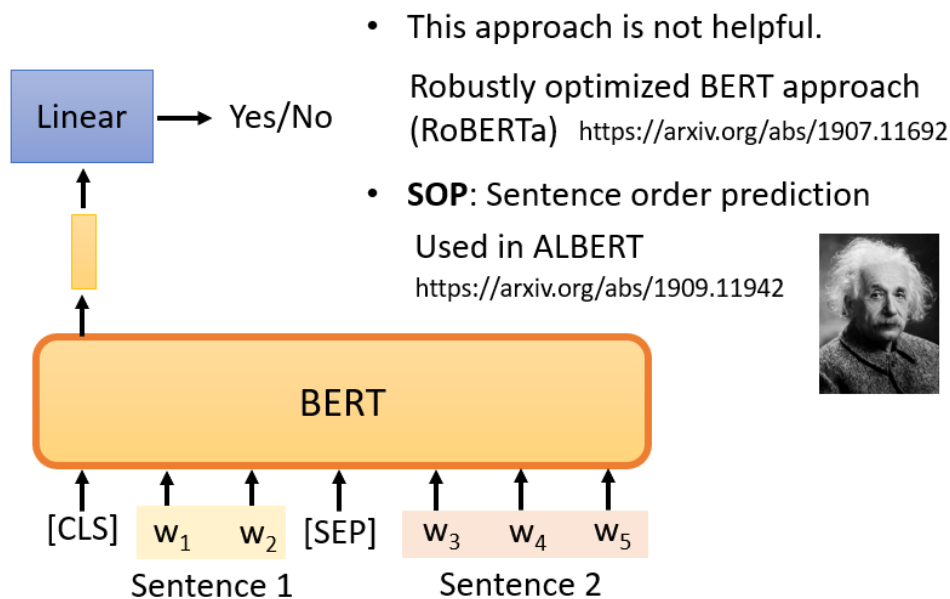 • This approach is not helpful.
Robustly optimized BERT approach
(RoBERTa) https://arxiv.org/abs/1907.11692
• SOP: Sentence order prediction
Used in ALBERT
https://arxiv.org/abs/1909.11942
Linear
Yes/No
BERT
[CLS] w₁ w₂ [SEP] w₃ w₄ w₅
Sentence 1 Sentence 2